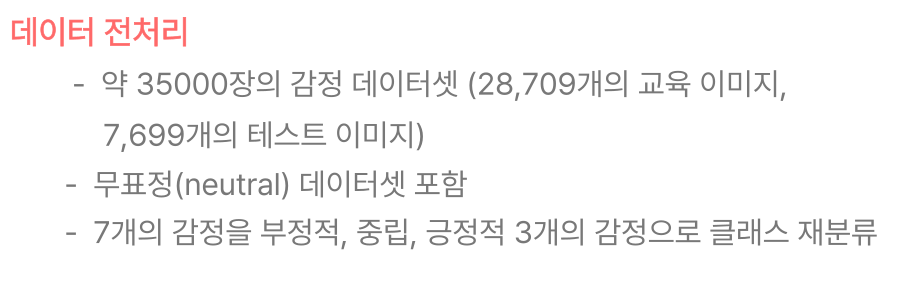 데이터 전처리
- 약 35000장의 감정 데이터셋 (28,709개의 교육 이미지,
7,699개의 테스트 이미지)
- 무표정(neutral) 데이터셋 포함
- 7개의 감정을 부정적, 중립, 긍정적 3개의 감정으로 클래스 재분류